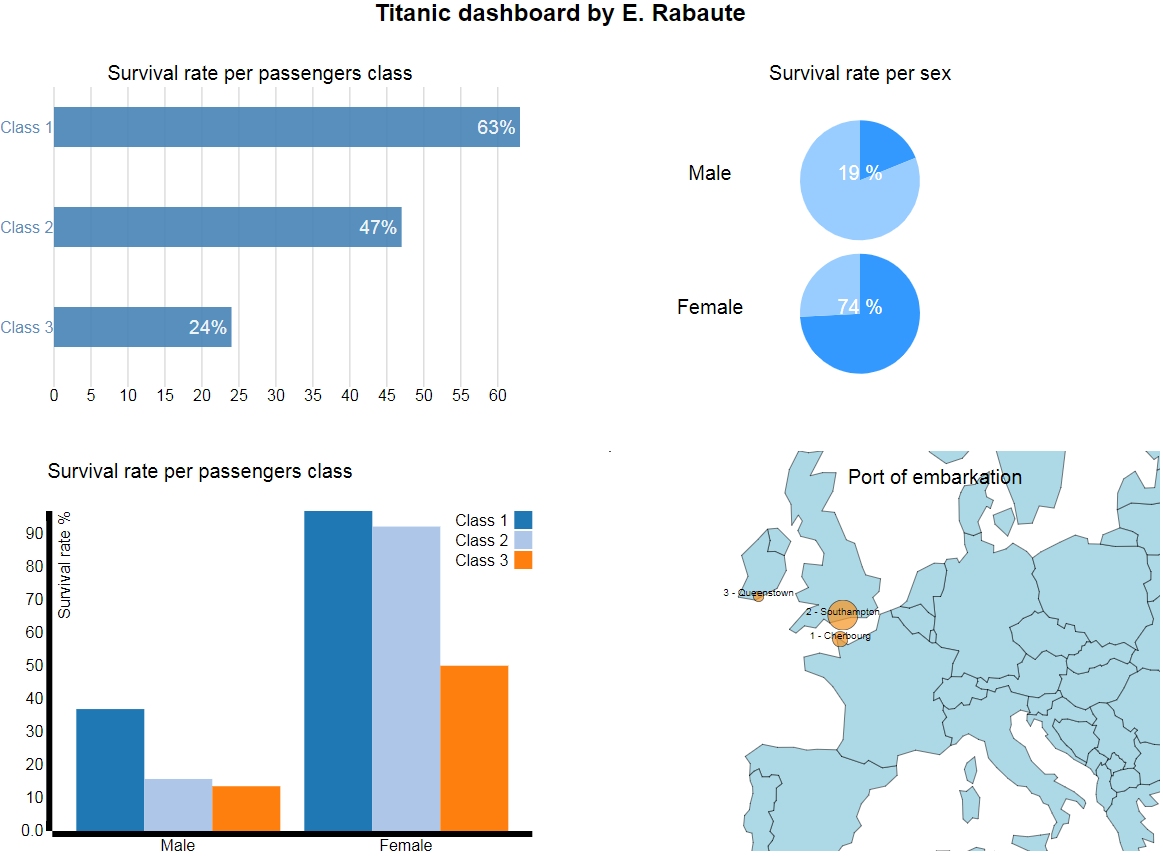 Titanic dashboard by E. Rabaute
Survival rate per passengers class
Class 1
63%
Class 2
47%
Class 3
24%
0 5 10 15 20 25 30 35 40 45 50 55 60
Survival rate per sex
Male
19 %
Female
74 %
Survival rate per passengers class
Survival rate %
90
80
70
60
50
40
30
20
10
0.0
Class 1
Class 2
Class 3
Male Female
Port of embarkation
3 - Queenstown
2 - Southampton
1 - Cherbourg